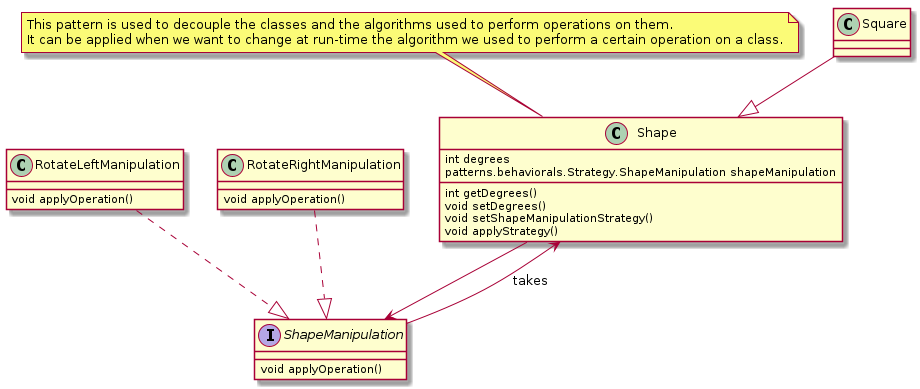 This pattern is used to decouple the classes and the algorithms used to perform operations on them.
It can be applied when we want to change at run-time the algorithm we used to perform a certain operation on a class.
C Square
C Shape
int degrees
patterns.behaviorals.Strategy.ShapeManipulation shapeManipulation
int getDegrees()
void setDegrees()
void setShapeManipulationStrategy()
void applyStrategy()
C RotateLeftManipulation
void applyOperation()
C RotateRightManipulation
void applyOperation()
takes
I ShapeManipulation
void applyOperation()